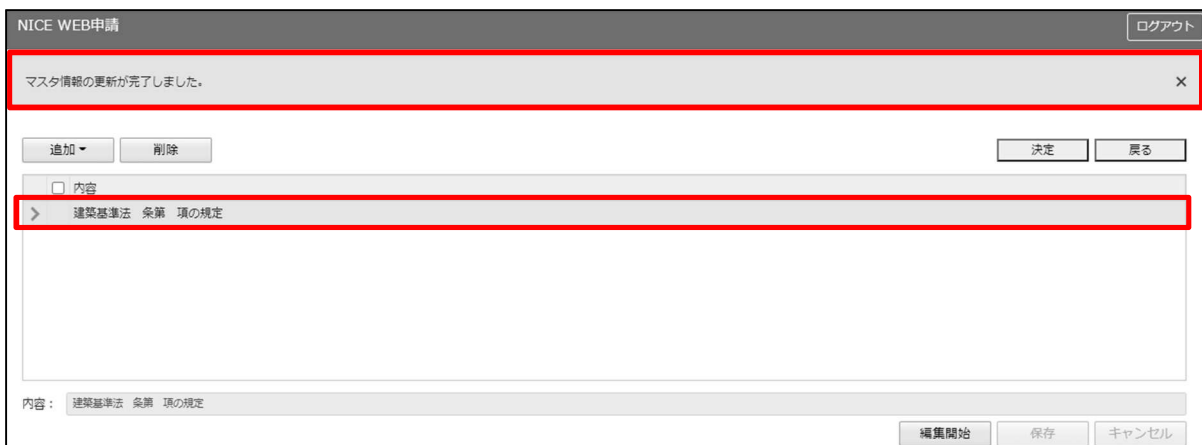 NICE WEB申請 ログアウト
マスタ情報の更新が完了しました。 ×
追加 削除 決定 戻る
内容
建築基準法　条第　項の規定
内容： 建築基準法　条第　項の規定
編集開始 保存 キャンセル